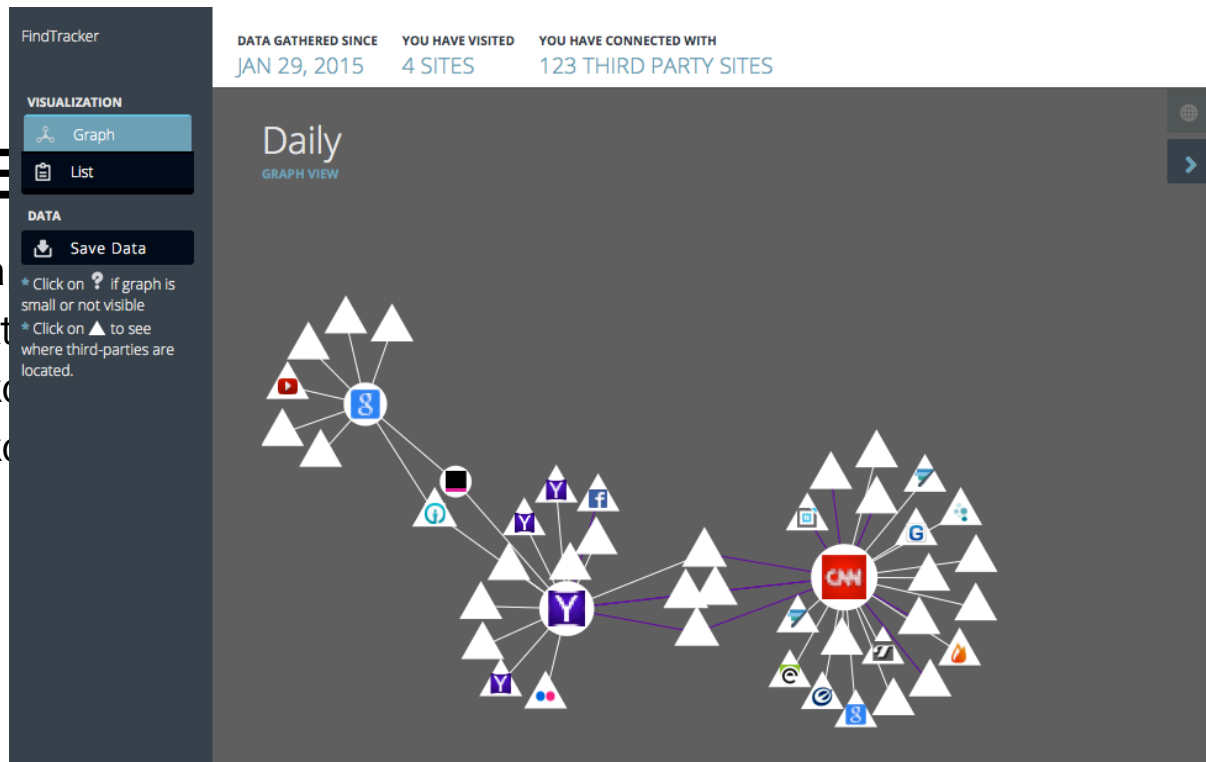 FindTracker
DATA GATHERED SINCE
JAN 29, 2015
YOU HAVE VISITED
4 SITES
YOU HAVE CONNECTED WITH
123 THIRD PARTY SITES
VISUALIZATION
Graph
List
DATA
Save Data
* Click on ? if graph is
small or not visible
* Click on ▲ to see
where third-parties are
located.
Daily
GRAPH VIEW
g
Y
Y
f
Y
Y
N
G
CNN
e
e
g